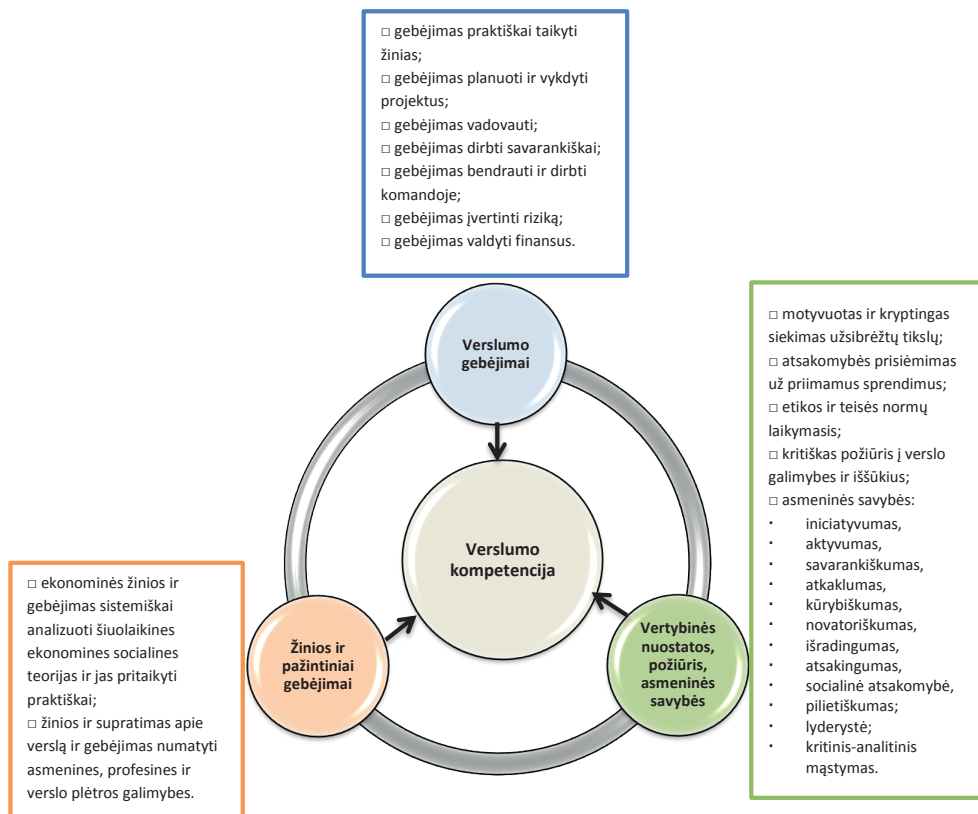 □ gebėjimas praktiškai taikyti
žinias;
□ gebėjimas planuoti ir vykdyti
projektus;
□ gebėjimas vadovauti;
□ gebėjimas dirbti savarankiškai;
□ gebėjimas bendrauti ir dirbti
komandoje;
□ gebėjimas įvertinti riziką;
□ gebėjimas valdyti finansus.
Verslumo
gebėjimai
□ motyvuotas ir kryptingas
siekimas užsibrėžtų tikslų;
□ atsakomybės prisiėmimas
už priimamus sprendimus;
□ etikos ir teisės normų
laikymasis;
□ kritiškas požiūris į verslo
galimybes ir iššūkius;
□ asmeninės savybės:
· iniciatyvumas,
· aktyvumas,
· savarankiškumas,
· atkaklumas,
· kūrybiškumas,
· novatoriškumas,
· išradingumas,
· atsakingumas,
· socialinė atsakomybė,
· pilietiškumas;
· lyderystė;
· kritinis-analitinis
mąstymas.
Verslumo
kompetencija
□ ekonominės žinios ir
gebėjimas sistemiškai
analizuoti šiuolaikines
ekonomines socialines
teorijas ir jas pritaikyti
praktiškai;
□ žinios ir supratimas apie
verslą ir gebėjimas numatyti
asmenines, profesines ir
verslo plėtros galimybes.
Žinios ir
pažintiniai
gebėjimai
Vertybinės
nuostatos,
požiūris,
asmeninės
savybės